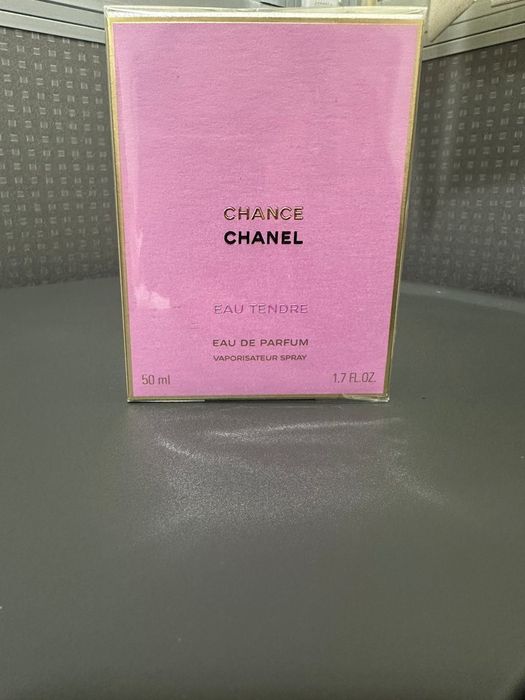 CHANCE
CHANEL
EAU TENDRE
EAU DE PARFUM
VAPORISATEUR SPRAY
50 ml 1.7 FL.OZ.